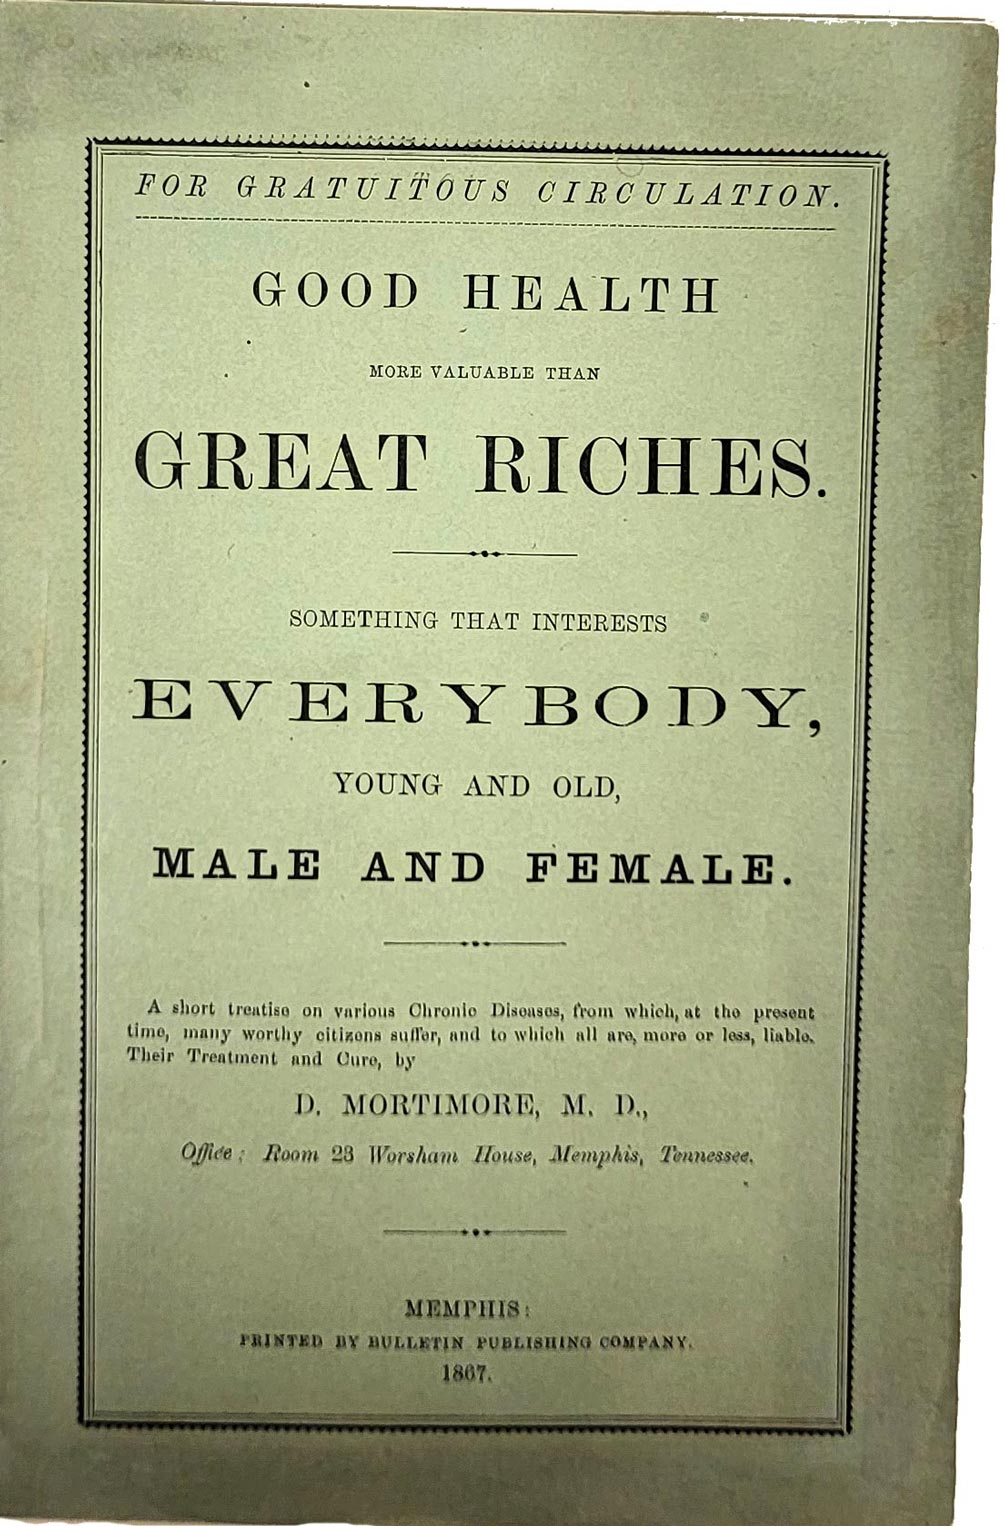 FOR GRATUITOUS CIRCULATION.
GOOD HEALTH
MORE VALUABLE THAN
GREAT RICHES.
SOMETHING THAT INTERESTS
EVERYBODY,
YOUNG AND OLD,
MALE AND FEMALE.
A short treatise on various Chronic Diseases, from which, at the present
time, many worthy citizens suffer, and to which all are, more or less, liable.
Their Treatment and Cure, by
D. MORTIMORE, M. D.,
Office: Room 23 Worsham House, Memphis, Tennessee.
MEMPHIS:
PRINTED BY BULLETIN PUBLISHING COMPANY.
1867.